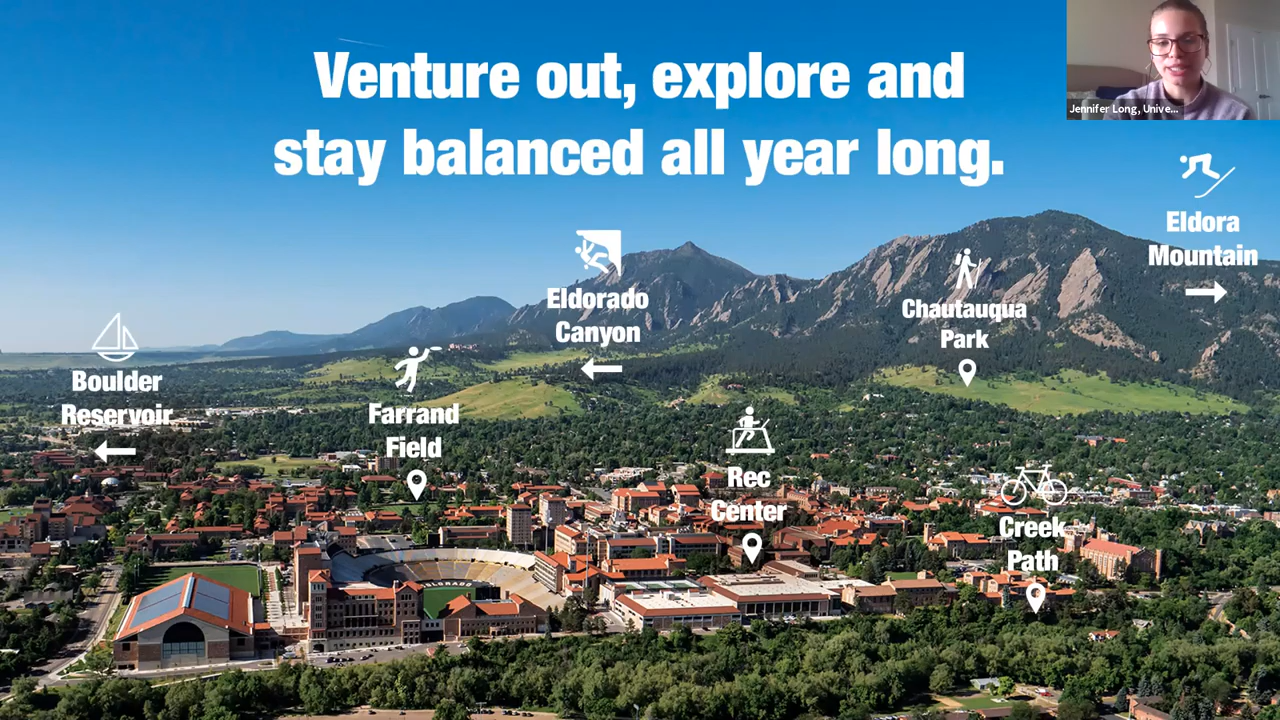 Venture out, explore and
stay balanced all year long.
Jennifer Long, Unive...
Eldora
Mountain
Eldorado
Canyon
Chautauqua
Park
Boulder
Reservoir
Farrand
Field
Rec
Center
Creek
Path
COLORADO